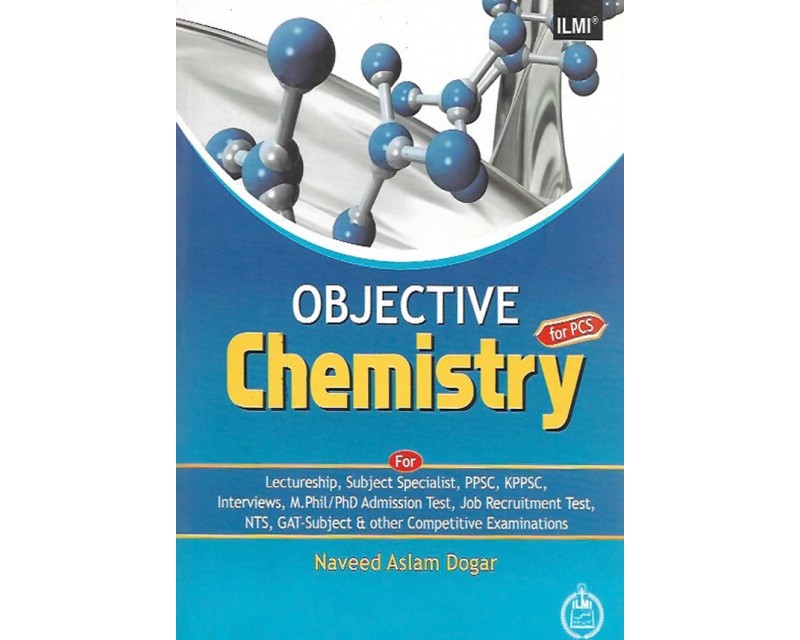 ILMI®
OBJECTIVE
for PCS
Chemistry
For
Lectureship, Subject Specialist, PPSC, KPPSC,
Interviews, M.Phil/PhD Admission Test, Job Recruitment Test,
NTS, GAT-Subject & other Competitive Examinations
Naveed Aslam Dogar
ILMI